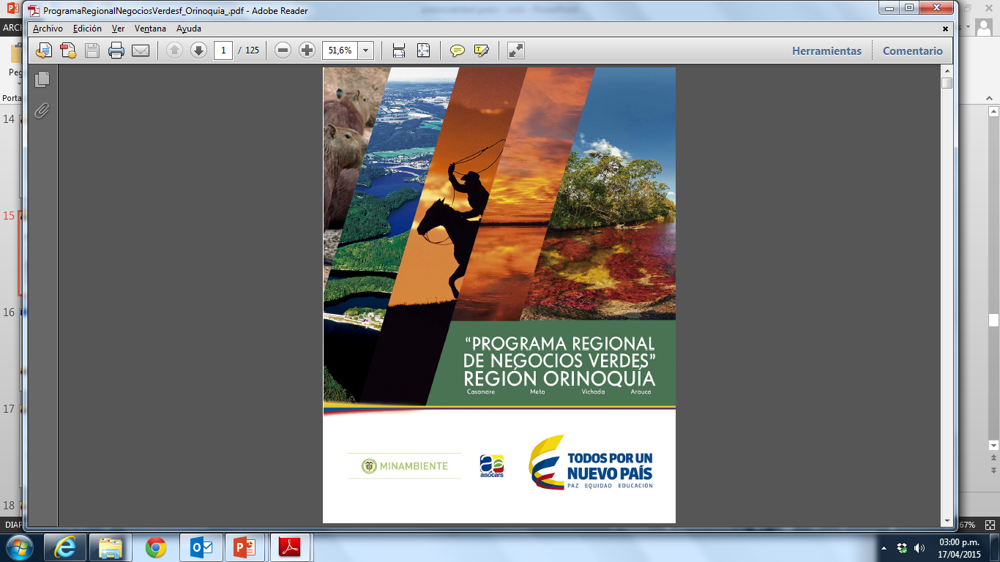 ProgramaRegionalNegociosVerdesf_Orinoquia_.pdf - Adobe Reader
ARCH
Archivo Edición Ver Ventana Ayuda
1 / 125 51,6% Herramientas Comentario
Peg
Porta
14
15
16
17
18
“PROGRAMA REGIONAL
DE NEGOCIOS VERDES”
REGIÓN ORINOQUÍA
Casanare Meta Vichada Arauca
MINAMBIENTE
asocars
TODOS POR UN
NUEVO PAÍS
PAZ EQUIDAD EDUCACIÓN
DIAP
67%
03:00 p.m.
17/04/2015